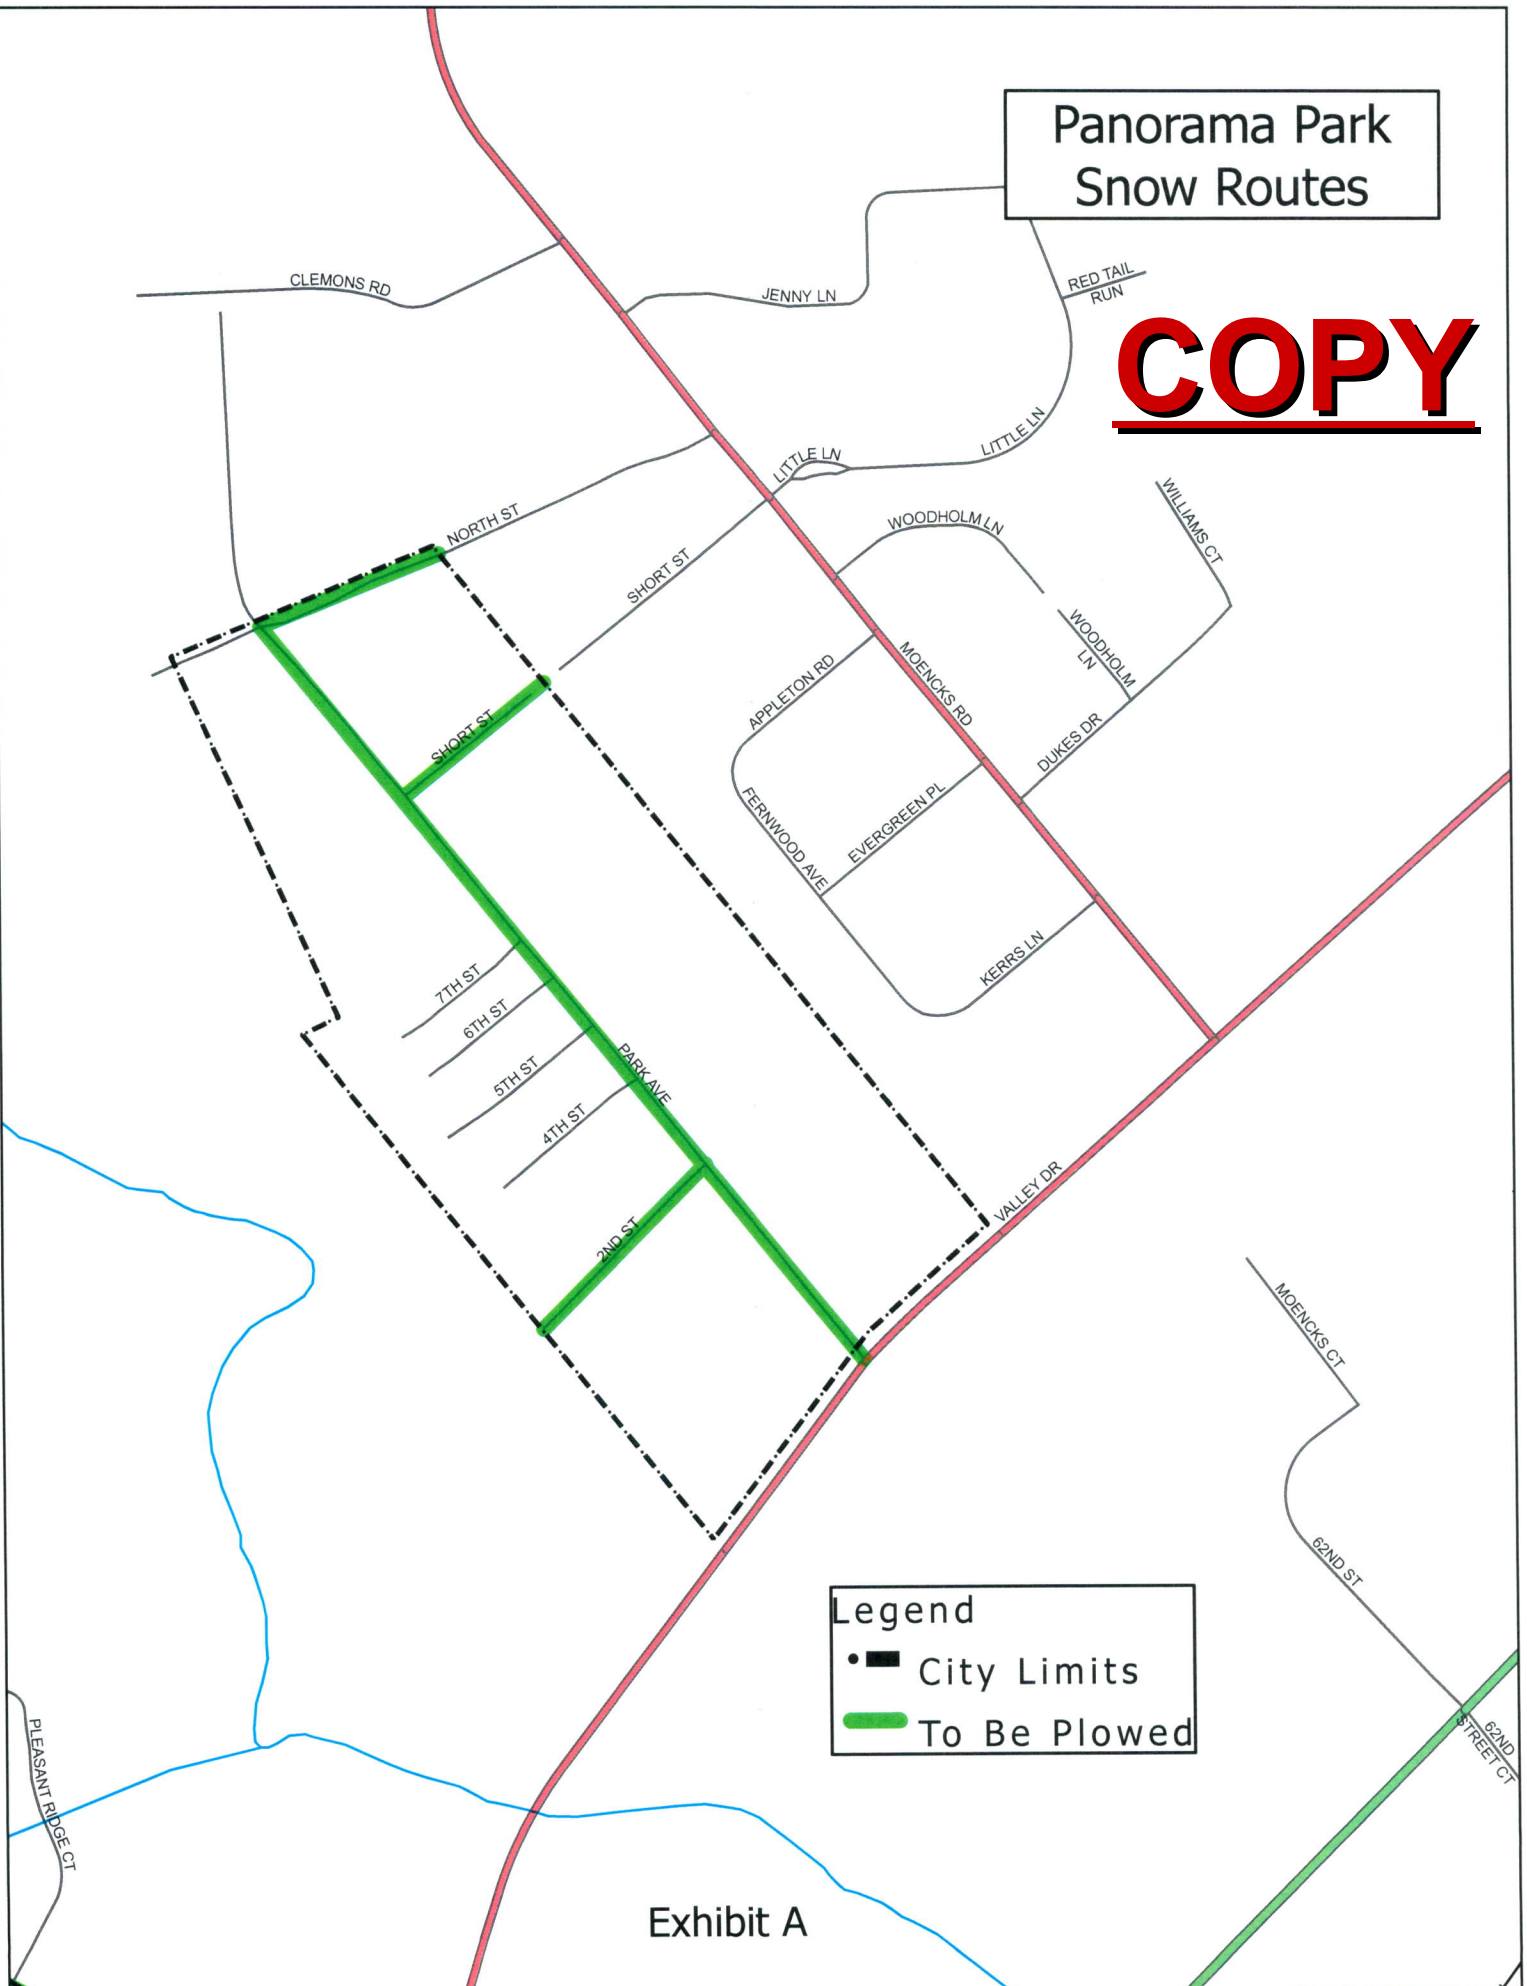 Panorama Park
Snow Routes
CLEMONS RD
JENNY LN
RED TAIL
RUN
COPY
LITTLE LN
LITTLE LN
NORTH ST
WOODHOLM LN
WILLIAMS CT
SHORT ST
WOODHOLM
LN
MOENCKS RD
APPLETON RD
SHORT ST
DUKES DR
FERNWOOD AVE
EVERGREEN PL
KERRS LN
7TH ST
6TH ST
5TH ST
PARK AVE
4TH ST
VALLEY DR
2ND ST
MOENCKS CT
62ND ST
Legend
City Limits
To Be Plowed
62ND
STREET CT
PLEASANT RIDGE CT
Exhibit A